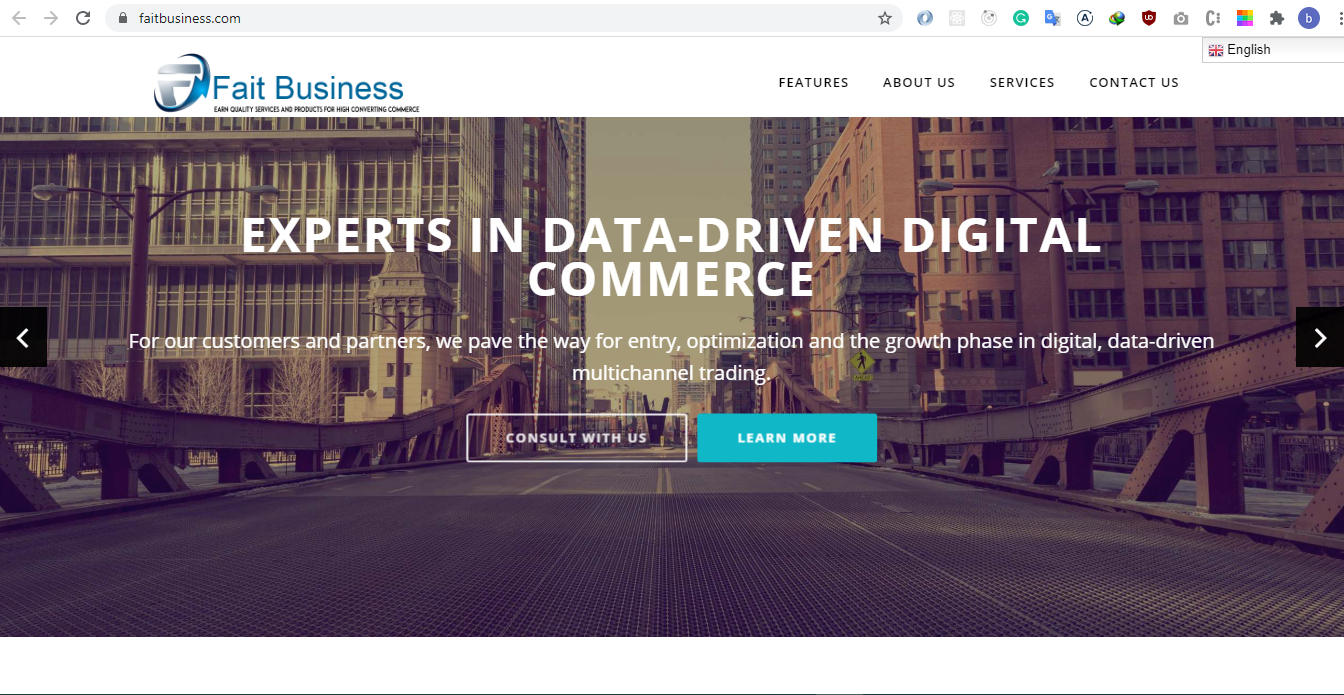 faitbusiness.com
English
Fait Business
EARN QUALITY SERVICES AND PRODUCTS FOR HIGH CONVERTING COMMERCE
FEATURES ABOUT US SERVICES CONTACT US
EXPERTS IN DATA-DRIVEN DIGITAL
COMMERCE
For our customers and partners, we pave the way for entry, optimization and the growth phase in digital, data-driven
multichannel trading.
CONSULT WITH US LEARN MORE